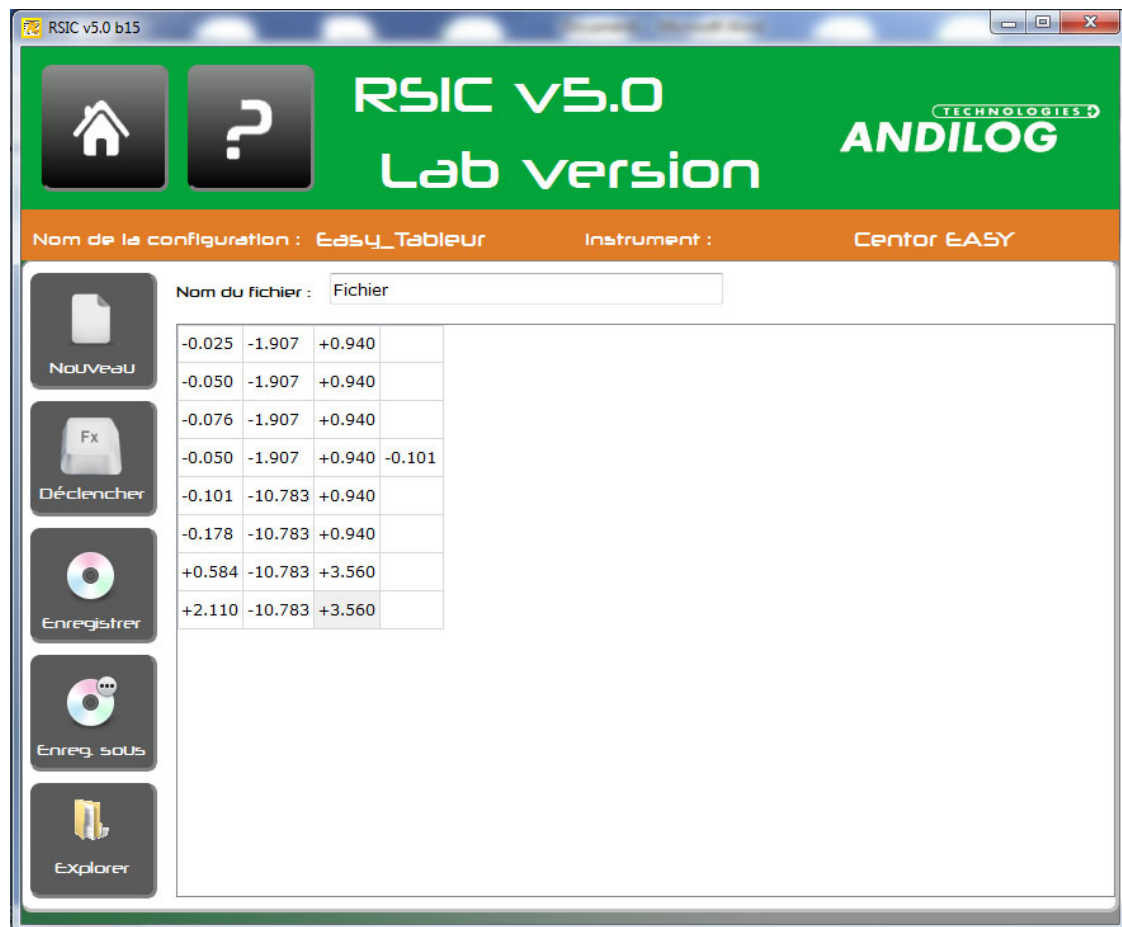 RSIC v5.0 b15
RSIC v5.0
Lab version
TECHNOLOGIES
ANDILOG
Nom de la configuration : Easy_Tableur Instrument : Centor EASY
Nom du fichier : Fichier
Nouveau
Fx
Déclencher
Enregistrer
Enreg. sous
Explorer
-0.025 -1.907 +0.940
-0.050 -1.907 +0.940
-0.076 -1.907 +0.940
-0.050 -1.907 +0.940 -0.101
-0.101 -10.783 +0.940
-0.178 -10.783 +0.940
+0.584 -10.783 +3.560
+2.110 -10.783 +3.560